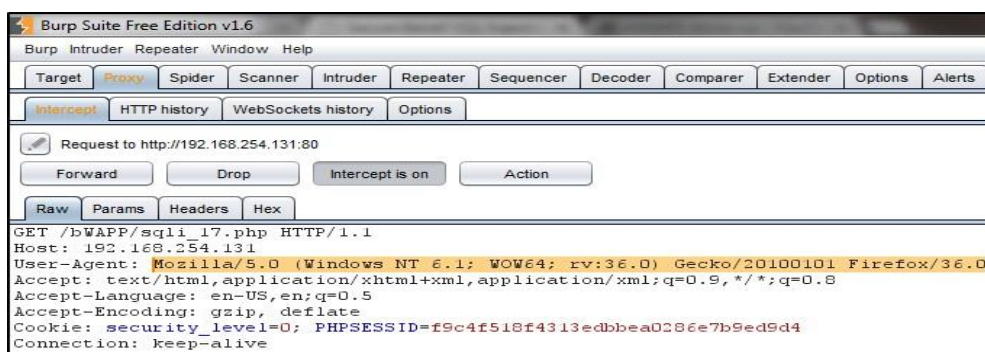 Burp Suite Free Edition v1.6
Burp Intruder Repeater Window Help
Target Proxy Spider Scanner Intruder Repeater Sequencer Decoder Comparer Extender Options Alerts
Intercept HTTP history WebSockets history Options
Request to http://192.168.254.131:80
Forward Drop Intercept is on Action
Raw Params Headers Hex
GET /bWAPP/sqli_17.php HTTP/1.1
Host: 192.168.254.131
User-Agent: Mozilla/5.0 (Windows NT 6.1; WOW64; rv:36.0) Gecko/20100101 Firefox/36.0
Accept: text/html,application/xhtml+xml,application/xml;q=0.9,*/*;q=0.8
Accept-Language: en-US,en;q=0.5
Accept-Encoding: gzip, deflate
Cookie: security_level=0; PHPSESSID=f9c4f518f4313edbbea0286e7b9ed9d4
Connection: keep-alive